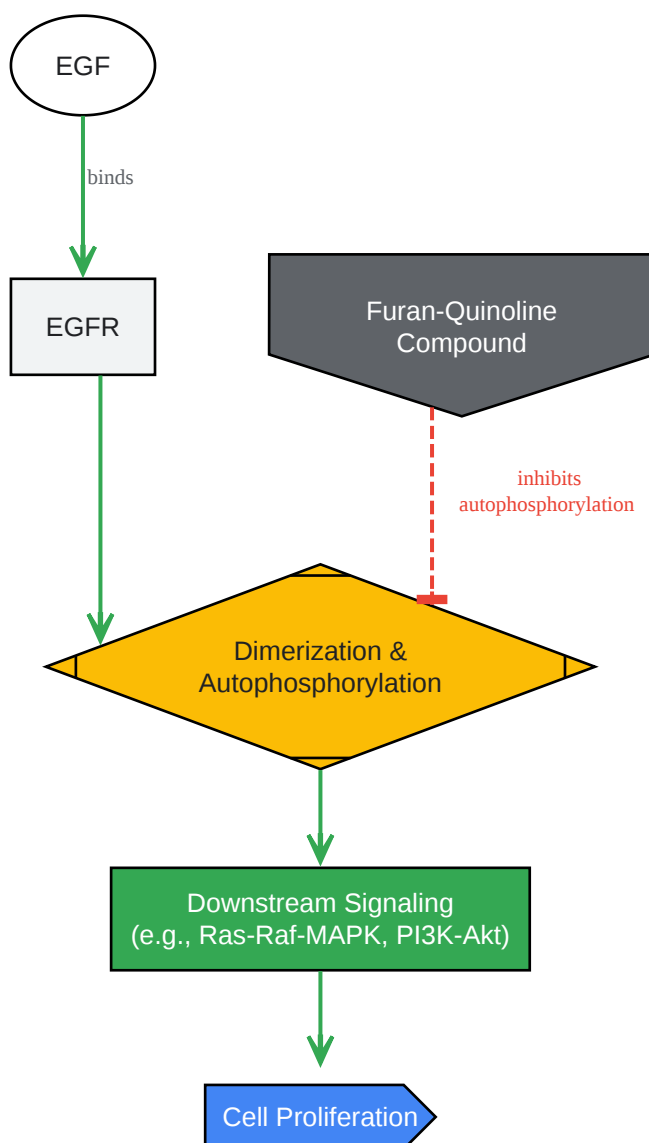 EGF
binds
EGFR
Furan-Quinoline
Compound
inhibits
autophosphorylation
Dimerization &
Autophosphorylation
Downstream Signaling
(e.g., Ras-Raf-MAPK, PI3K-Akt)
Cell Proliferation